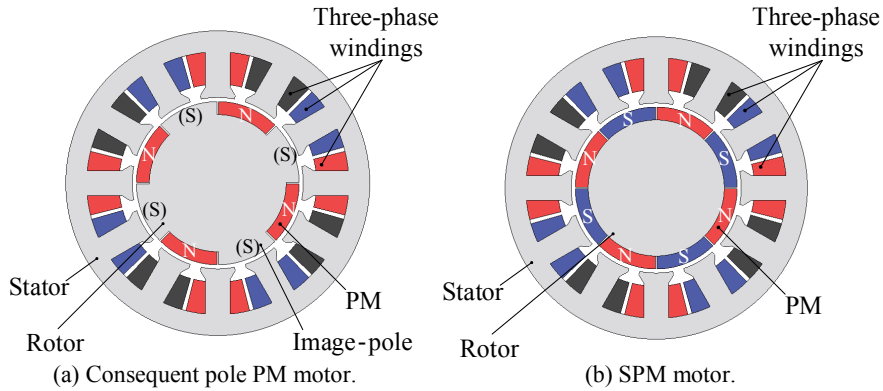 Three-phase
windings
(S)
N
(S)
N
N
(S)
(S)
N
Stator
Rotor
PM
Image-pole
(a) Consequent pole PM motor.
Three-phase
windings
S
N
N
S
S
N
N
S
Stator
Rotor
PM
(b) SPM motor.